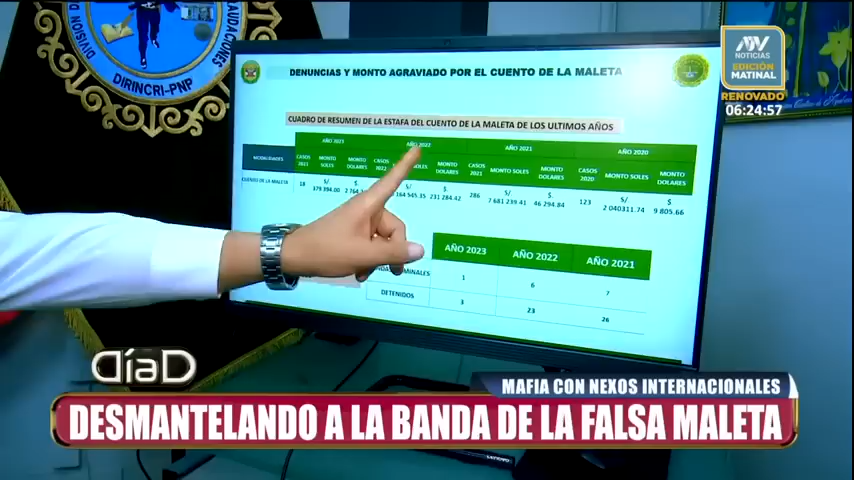 DIVISION
AUDACIONES
DIRINCRI-PNP
ATV
NOTICIAS
EDICIÓN
MATINAL
RENOVADO
06:24:57
DENUNCIAS Y MONTO AGRAVIADO POR EL CUENTO DE LA MALETA
CUADRO DE RESUMEN DE LA ESTAFA DEL CUENTO DE LA MALETA DE LOS ULTIMOS AÑOS
AÑO 2023 AÑO 2022 AÑO 2021 AÑO 2020
MODALIDADES CASOS 2023 MONTO SOLES MONTO DOLARES CASOS 2022 SOLES MONTO DOLARES CASOS 2021 MONTO SOLES MONTO DOLARES CASOS 2020 MONTO SOLES MONTO DOLARES
CUENTO DE LA MALETA 18 S/. 379 394.00 $. 2 764. S/ 164 545.35 $. 231 284.42 286 S/. 7 681 239.41 $. 46 294.84 123 S/ 2 040311.74 $ 9 805.66
AÑO 2023 AÑO 2022 AÑO 2021
MINALES 1 6 7
DETENIDOS 3 23 26
Lenovo
DíaD
MAFIA CON NEXOS INTERNACIONALES
DESMANTELANDO A LA BANDA DE LA FALSA MALETA